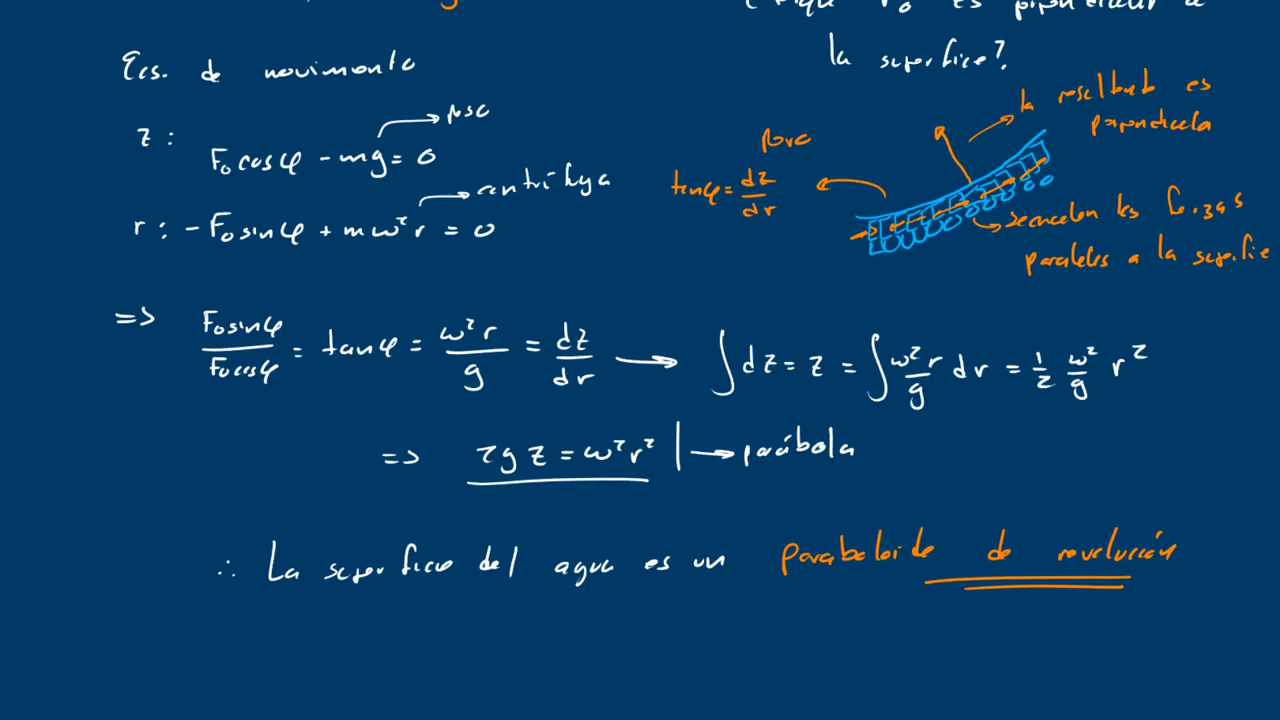 ¿Por qué F₀ es perpendicular a
la superficie?
Ecs. de movimiento
z :
F₀cosφ - mg = 0
peso
r : - F₀sinφ + mω²r = 0
centrífuga
pero
tanφ = dz/dr
la resultante es
perpendicular
se cancelan las fuerzas
paralelas a la superficie
=> F₀sinφ/F₀cosφ = tanφ = ω²r/g = dz/dr → ∫dz = z = ∫ω²r/g dr = 1/2 ω²/g r²
=> 2gz = ω²r² | → parábola
∴ La superficie del agua es un paraboloide de revolución